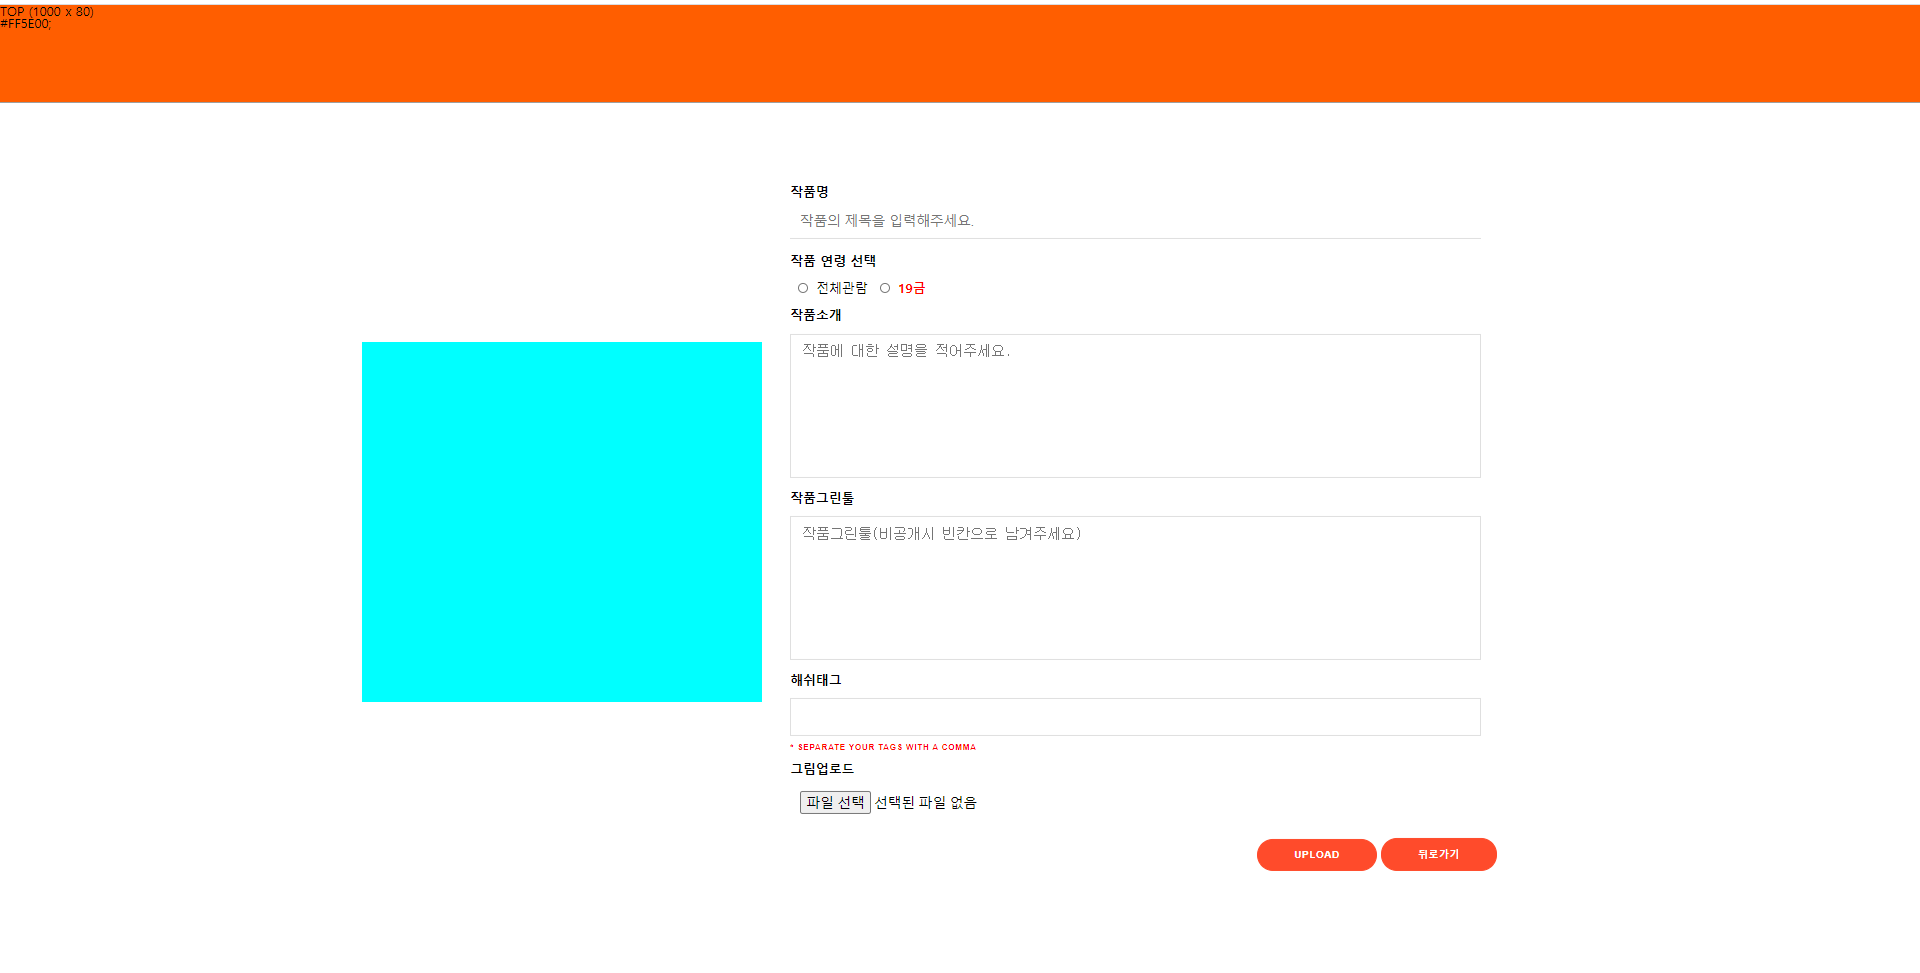 TOP (1000 x 80)
#FF5E00;
작품명
작품의 제목을 입력해주세요.
작품 연령 선택
전체관람 19금
작품소개
작품에 대한 설명을 적어주세요.
작품그린툴
작품그린툴(비공개시 빈칸으로 남겨주세요)
해쉬태그
* SEPARATE YOUR TAGS WITH A COMMA
그림업로드
파일 선택 선택된 파일 없음
UPLOAD 뒤로가기